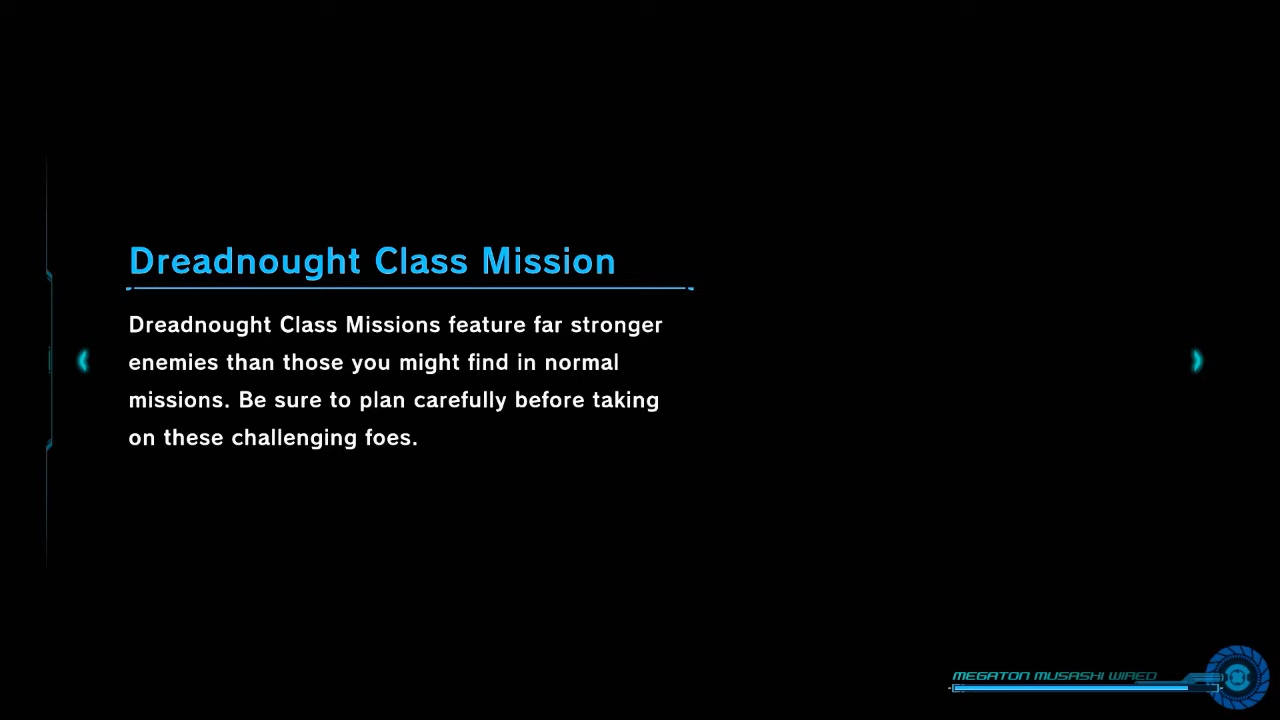 Dreadnought Class Mission
Dreadnought Class Missions feature far stronger
enemies than those you might find in normal
missions. Be sure to plan carefully before taking
on these challenging foes.
MEGATON MUSASHI WIRED